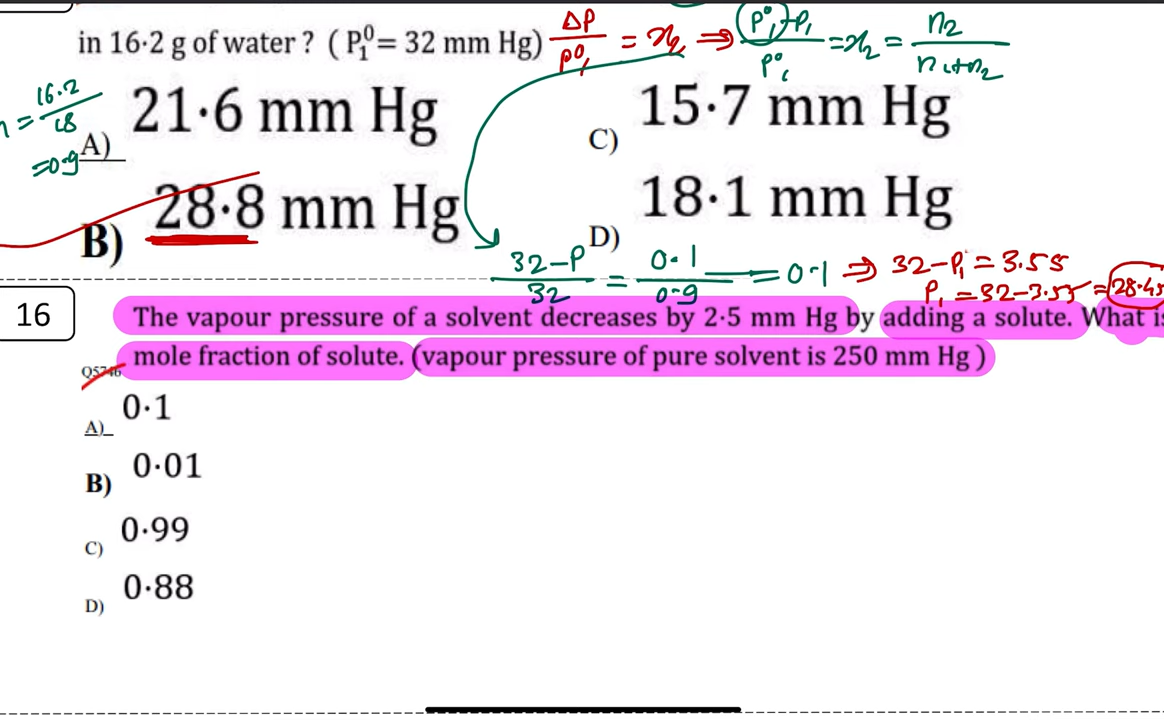 in 16·2 g of water ? ( P₁⁰ = 32 mm Hg)
ΔP/P₁⁰ = x₂ ⇒ (P₁⁰)-P₁/P₁⁰ = x₂ = n₂/n₁+n₂
n = 16.2/18
= 0.9
A) 21·6 mm Hg
C) 15·7 mm Hg
B) 28·8 mm Hg
D) 18·1 mm Hg
32-P/32 = 0.1/0.9 = 0.1 ⇒ 32-P₁ = 3.55
P₁ = 32-3.55 = 28.45
16
The vapour pressure of a solvent decreases by 2·5 mm Hg by adding a solute. What is
mole fraction of solute. (vapour pressure of pure solvent is 250 mm Hg )
Q5746
A) 0·1
B) 0·01
C) 0·99
D) 0·88